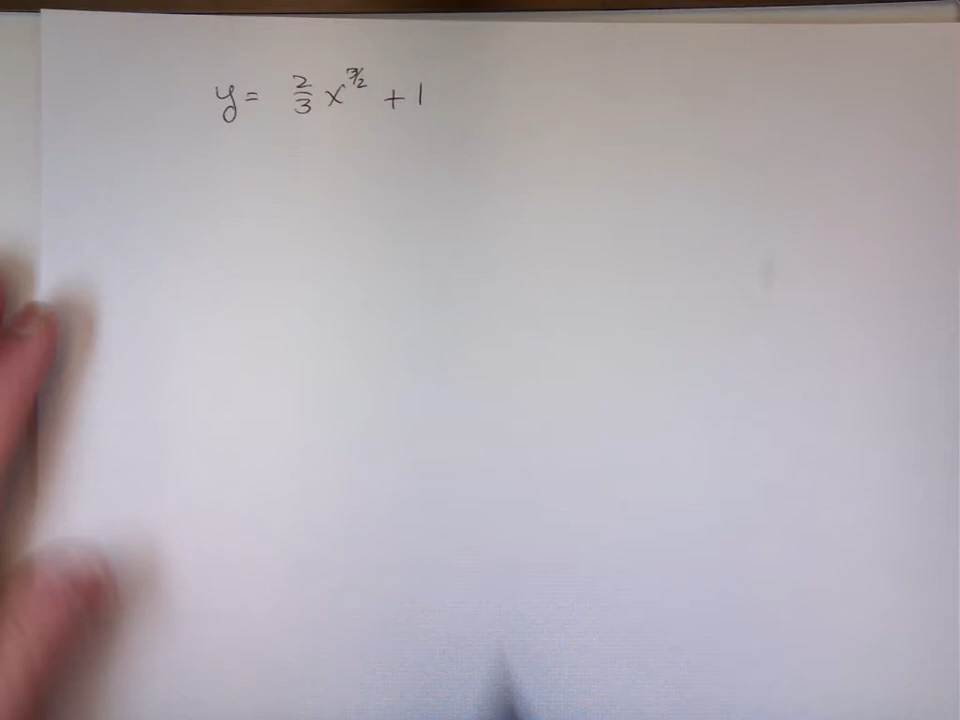 y = 2/3 x^3/2 + 1